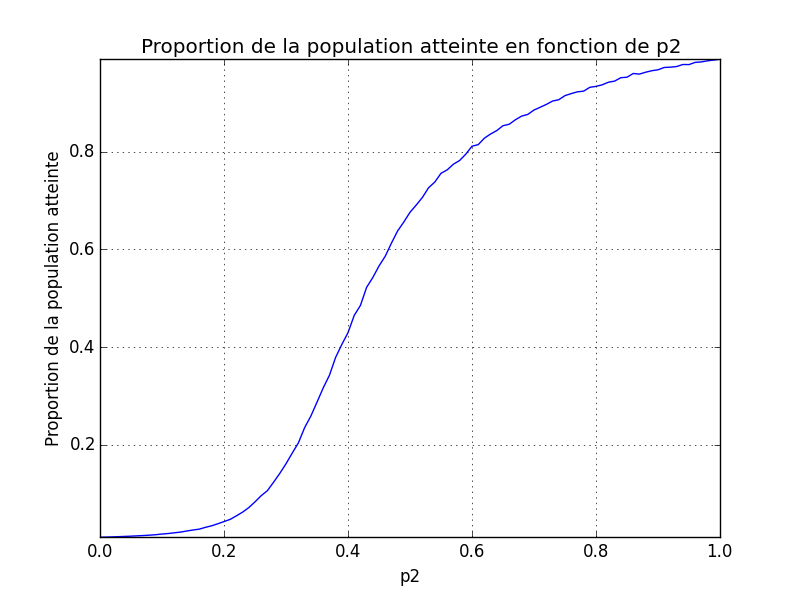 Proportion de la population atteinte en fonction de p2
Proportion de la population atteinte
0.8
0.6
0.4
0.2
0.0 0.2 0.4 0.6 0.8 1.0
p2